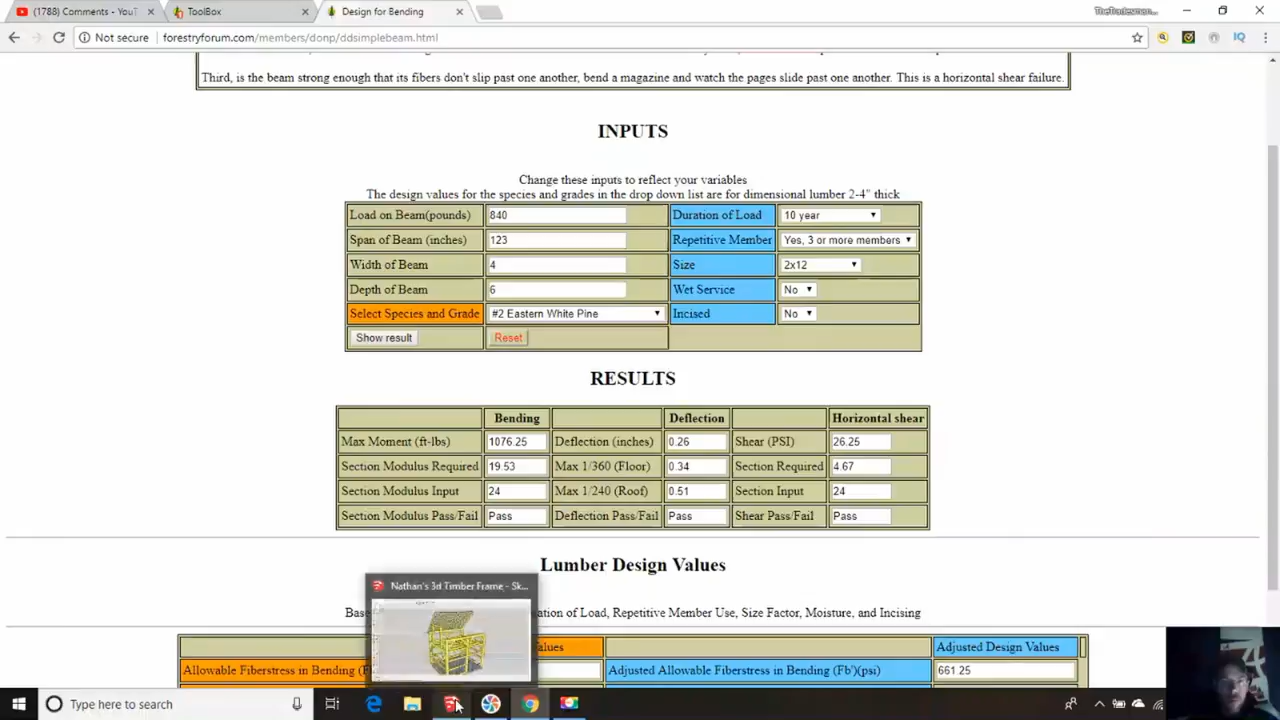 (1788) Comments - YouT
ToolBox
Design for Bending
TheTradesman...
Not secure
forestryforum.com/members/donp/ddsimplebeam.html
IQ
Third, is the beam strong enough that its fibers don't slip past one another, bend a magazine and watch the pages slide past one another. This is a horizontal shear failure.
INPUTS
Change these inputs to reflect your variables
The design values for the species and grades in the drop down list are for dimensional lumber 2-4" thick
Load on Beam(pounds) 840 Duration of Load 10 year
Span of Beam (inches) 123 Repetitive Member Yes, 3 or more members
Width of Beam 4 Size 2x12
Depth of Beam 6 Wet Service No
Select Species and Grade #2 Eastern White Pine Incised No
Show result Reset
RESULTS
Bending Deflection Horizontal shear
Max Moment (ft-lbs) 1076.25 Deflection (inches) 0.26 Shear (PSI) 26.25
Section Modulus Required 19.53 Max 1/360 (Floor) 0.34 Section Required 4.67
Section Modulus Input 24 Max 1/240 (Roof) 0.51 Section Input 24
Section Modulus Pass/Fail Pass Deflection Pass/Fail Pass Shear Pass/Fail Pass
Lumber Design Values
Nathan's 3d Timber Frame - Sk...
Bas ation of Load, Repetitive Member Use, Size Factor, Moisture, and Incising
alues Adjusted Design Values
Allowable Fiberstress in Bending (F Adjusted Allowable Fiberstress in Bending (Fb')(psi) 661.25
Type here to search